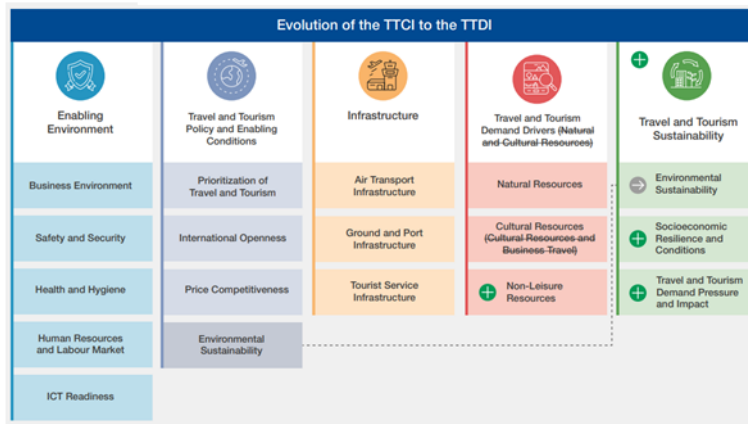 Evolution of the TTCI to the TTDI
Enabling
Environment
Business Environment
Safety and Security
Health and Hygiene
Human Resources
and Labour Market
ICT Readiness
Travel and Tourism
Policy and Enabling
Conditions
Prioritization of
Travel and Tourism
International Openness
Price Competitiveness
Environmental
Sustainability
Infrastructure
Air Transport
Infrastructure
Ground and Port
Infrastructure
Tourist Service
Infrastructure
Travel and Tourism
Demand Drivers (Natural
and Cultural Resources)
Natural Resources
Cultural Resources
(Cultural Resources and
Business Travel)
Non-Leisure
Resources
Travel and Tourism
Sustainability
Environmental
Sustainability
Socioeconomic
Resilience and
Conditions
Travel and Tourism
Demand Pressure
and Impact